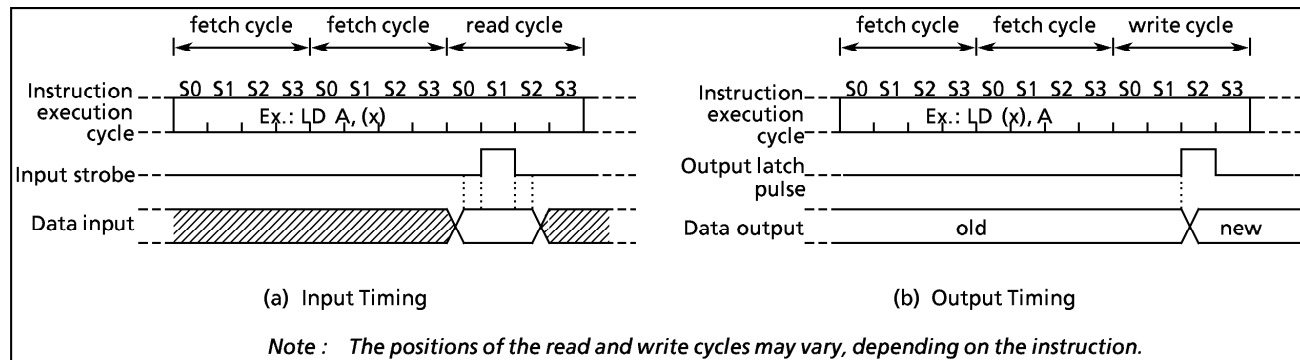 fetch cycle fetch cycle read cycle
S0 S1 S2 S3 S0 S1 S2 S3 S0 S1 S2 S3
Instruction
execution
cycle
Ex.: LD A, (x)
Input strobe
Data input
(a) Input Timing
fetch cycle fetch cycle write cycle
S0 S1 S2 S3 S0 S1 S2 S3 S0 S1 S2 S3
Instruction
execution
cycle
Ex.: LD (x), A
Output latch
pulse
Data output
old new
(b) Output Timing
Note : The positions of the read and write cycles may vary, depending on the instruction.